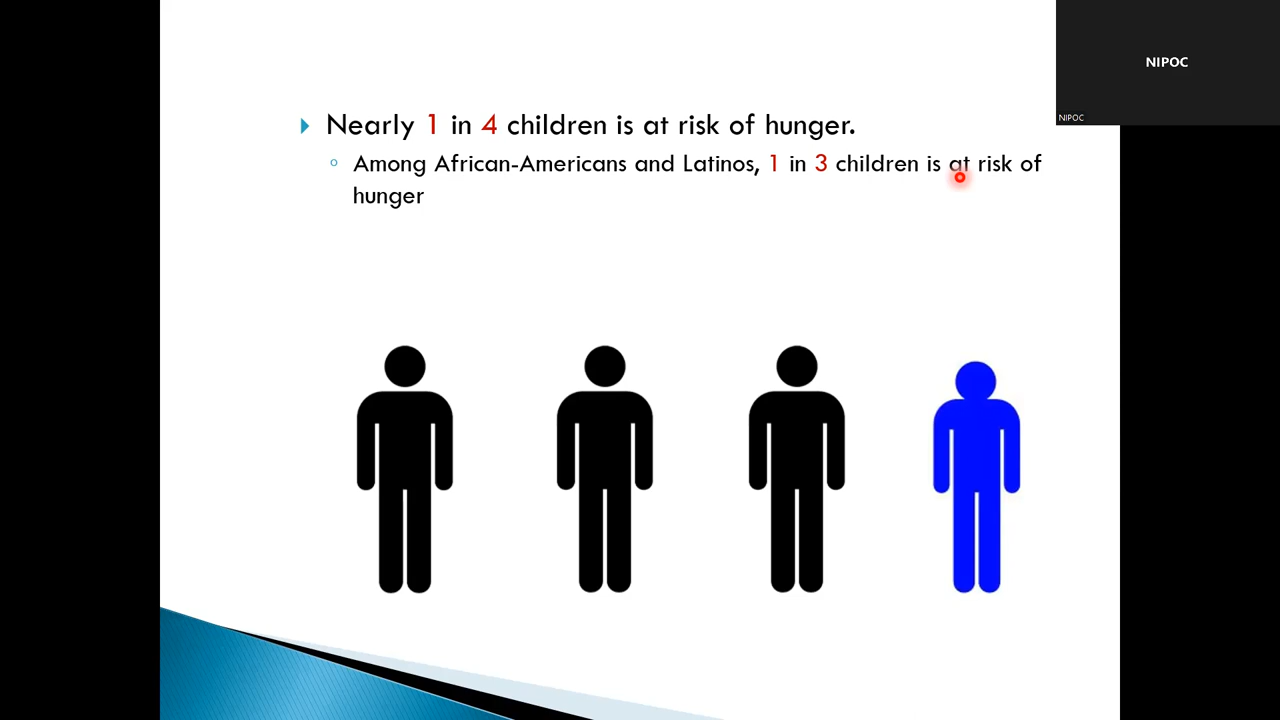 NIPOC
NIPOC
Nearly 1 in 4 children is at risk of hunger.
Among African-Americans and Latinos, 1 in 3 children is at risk of
hunger